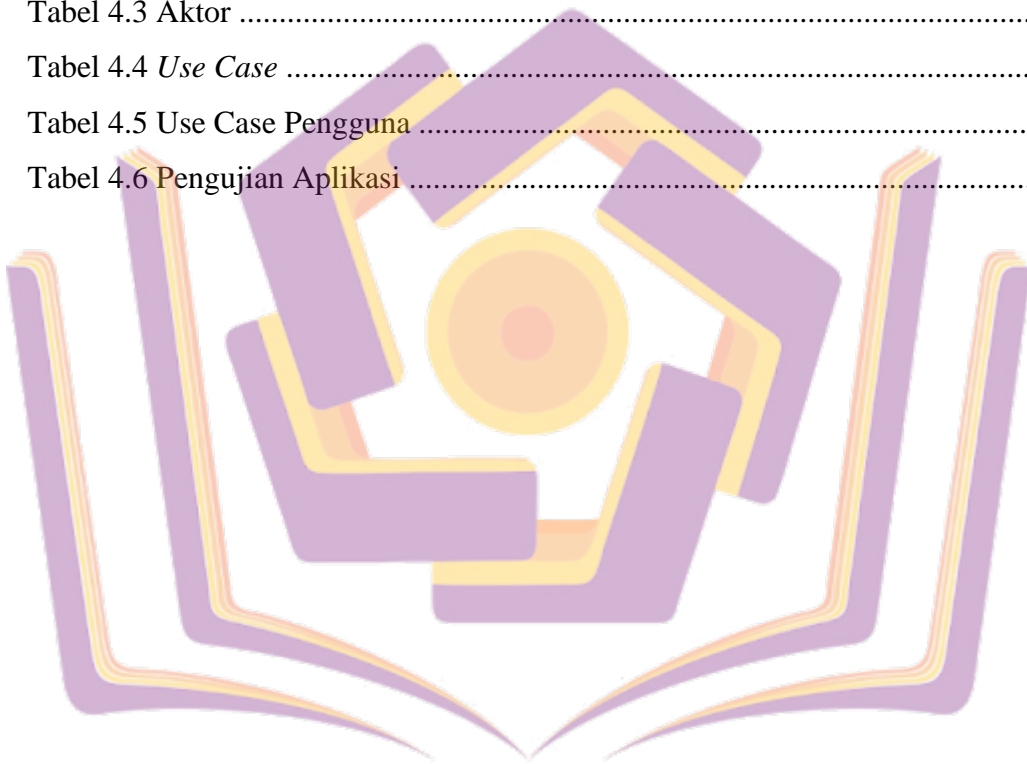 Tabel 4.3 Aktor ..........................................................................................
Tabel 4.4 Use Case ....................................................................................
Tabel 4.5 Use Case Pengguna ....................................................................
Tabel 4.6 Pengujian Aplikasi .....................................................................